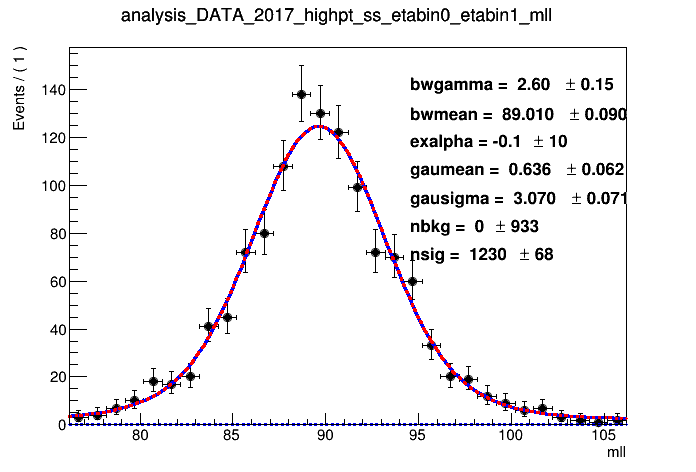 analysis_DATA_2017_highpt_ss_etabin0_etabin1_mll
Events / ( 1 )
140
120
100
80
60
40
20
0
bwgamma = 2.60 ± 0.15
bwmean = 89.010 ± 0.090
exalpha = -0.1 ± 10
gaumean = 0.636 ± 0.062
gausigma = 3.070 ± 0.071
nbkg = 0 ± 933
nsig = 1230 ± 68
80 85 90 95 100 105
mll